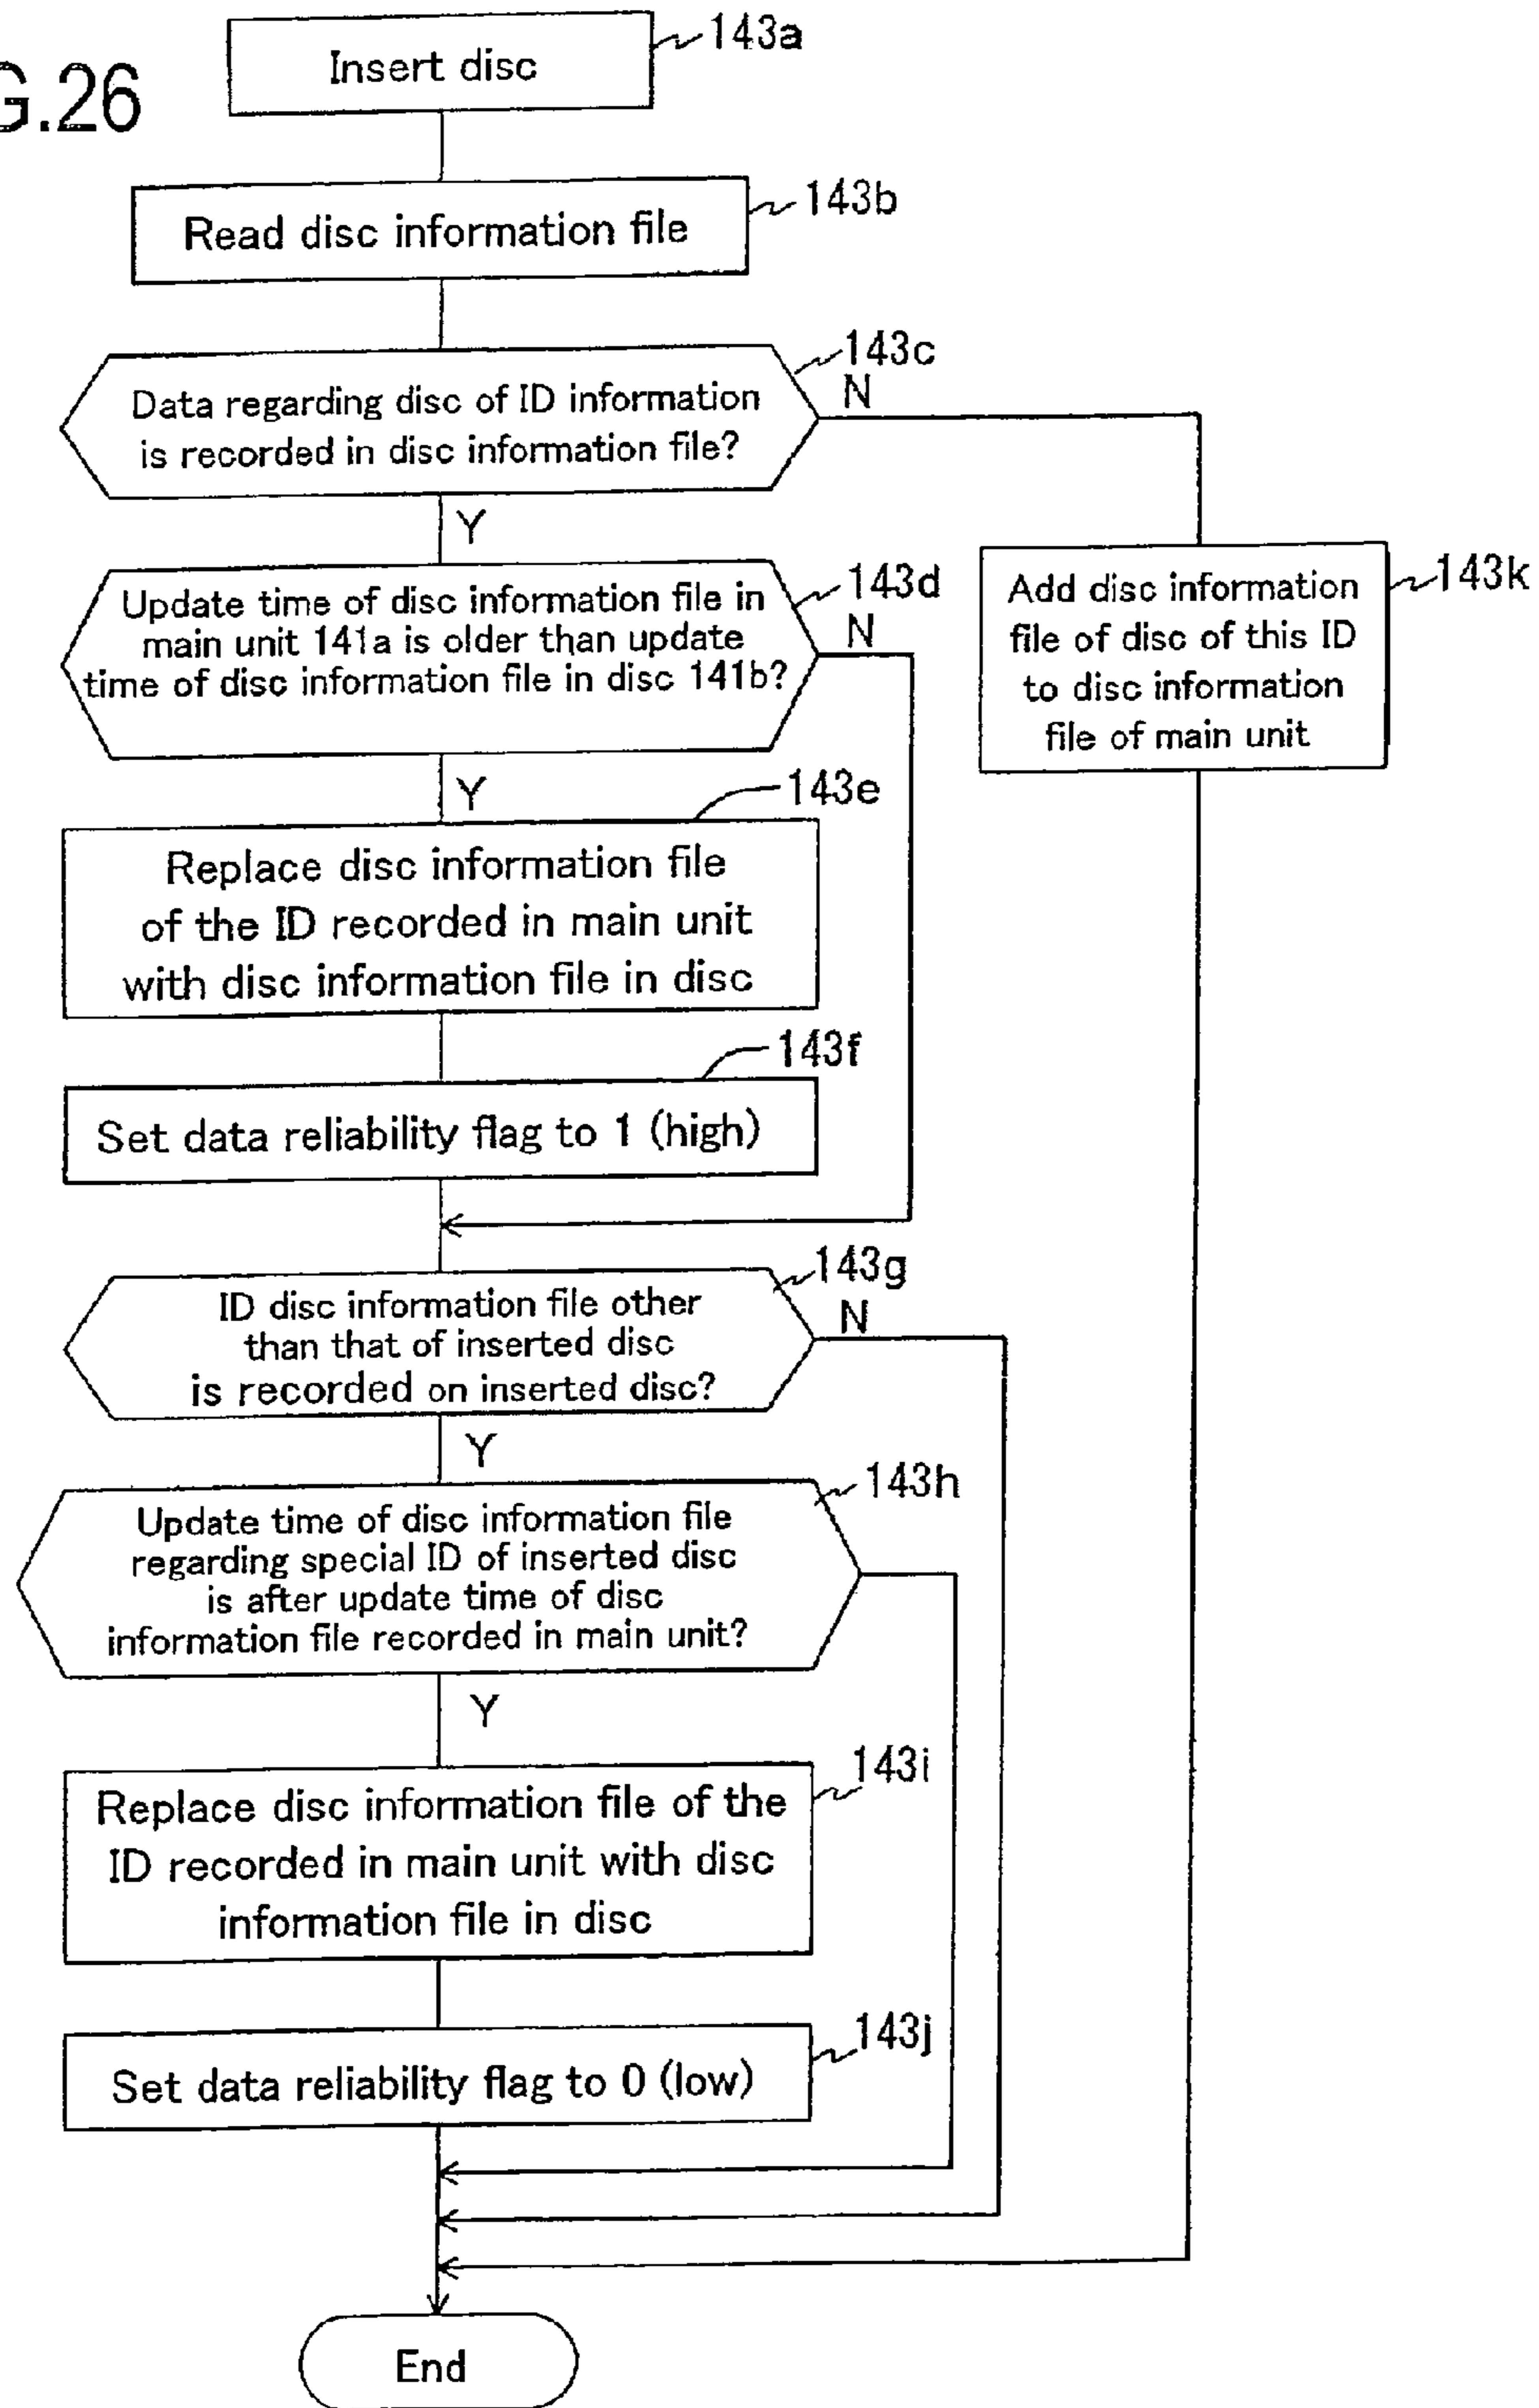 G.26
Insert disc
143a
Read disc information file
143b
Data regarding disc of ID information
is recorded in disc information file?
143c
N
Y
Update time of disc information file in
main unit 141a is older than update
time of disc information file in disc 141b?
143d
N
Add disc information
file of disc of this ID
to disc information
file of main unit
143k
Y
Replace disc information file
of the ID recorded in main unit
with disc information file in disc
143e
Set data reliability flag to 1 (high)
143f
ID disc information file other
than that of inserted disc
is recorded on inserted disc?
143g
N
Y
Update time of disc information file
regarding special ID of inserted disc
is after update time of disc
information file recorded in main unit?
143h
Y
Replace disc information file of the
ID recorded in main unit with disc
information file in disc
143i
Set data reliability flag to 0 (low)
143j
End